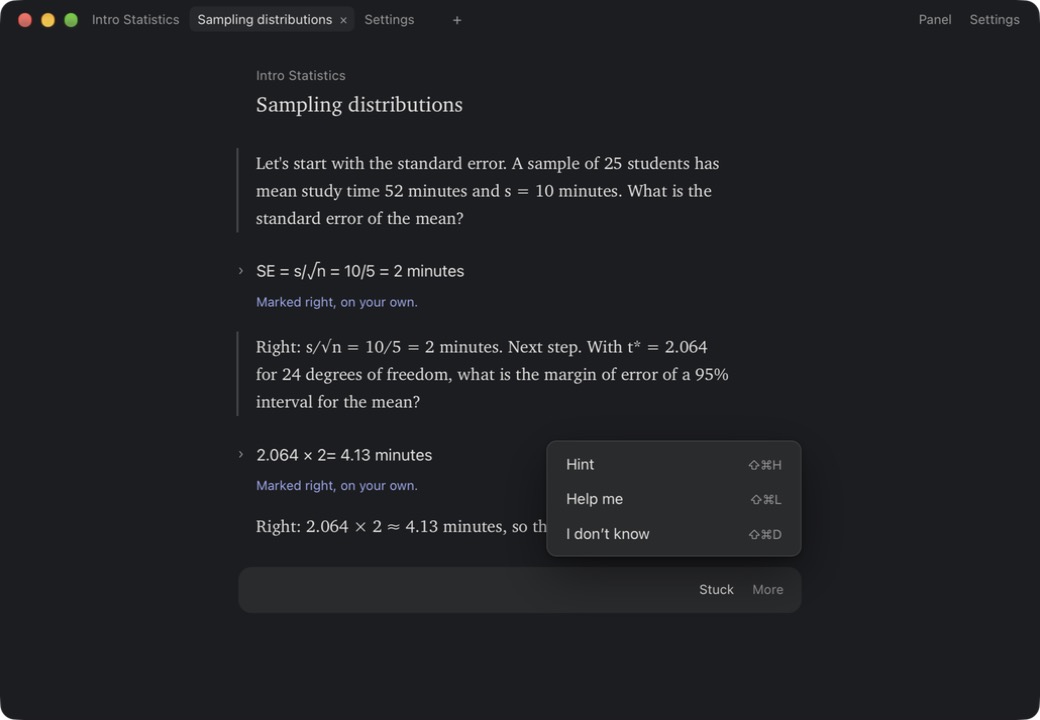 Intro Statistics
Sampling distributions ×
Settings
+
Panel
Settings
Intro Statistics
Sampling distributions
Let's start with the standard error. A sample of 25 students has
mean study time 52 minutes and s = 10 minutes. What is the
standard error of the mean?
› SE = s/√n = 10/5 = 2 minutes
Marked right, on your own.
Right: s/√n = 10/5 = 2 minutes. Next step. With t* = 2.064
for 24 degrees of freedom, what is the margin of error of a 95%
interval for the mean?
› 2.064 × 2= 4.13 minutes
Marked right, on your own.
Right: 2.064 × 2 ≈ 4.13 minutes, so th
Hint ⇧⌘H
Help me ⇧⌘L
I don’t know ⇧⌘D
Stuck
More